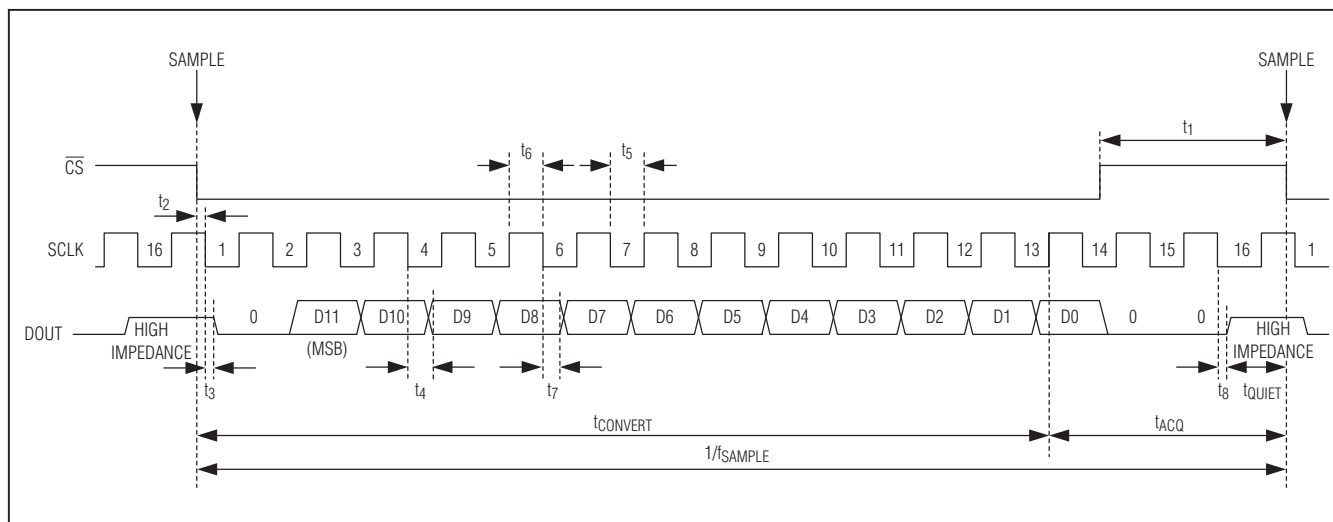 SAMPLE SAMPLE
t1
t6 t5
CS
t2
SCLK 16 1 2 3 4 5 6 7 8 9 10 11 12 13 14 15 16 1
DOUT HIGH IMPEDANCE 0 D11 D10 D9 D8 D7 D6 D5 D4 D3 D2 D1 D0 0 0 HIGH IMPEDANCE
(MSB)
t3 t4 t7 t8 tQUIET
tCONVERT tACQ
1/fSAMPLE